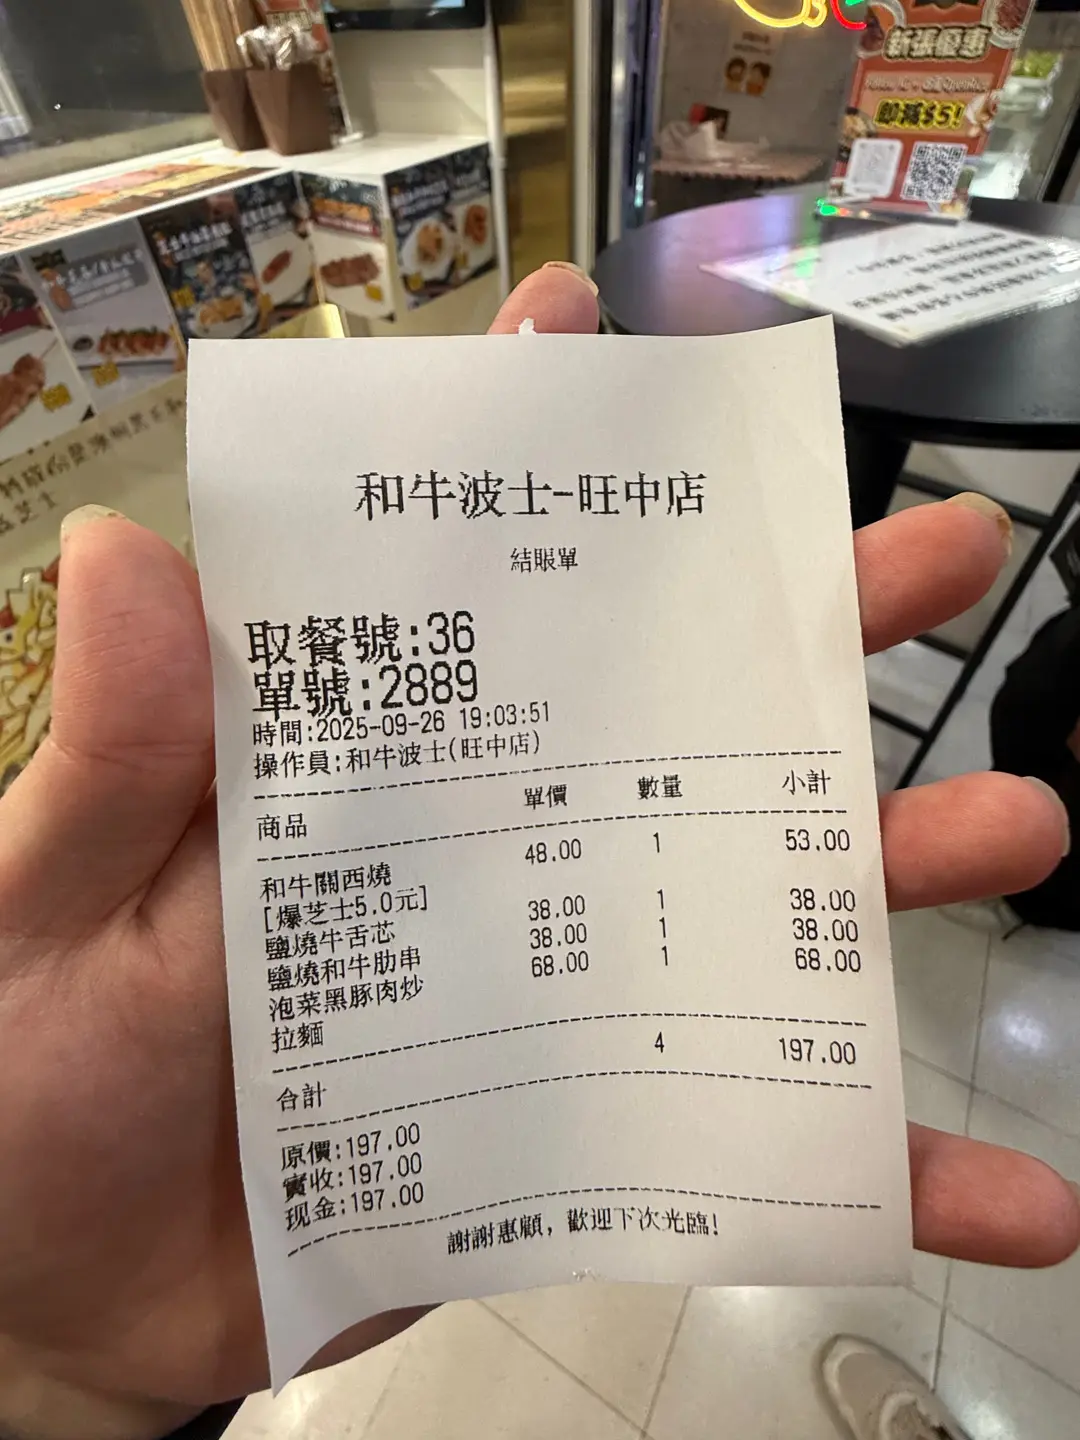 新張優惠
即減$5!
和牛波士-旺中店
結賬單
取餐號:36
單號:2889
時間:2025-09-26 19:03:51
操作員:和牛波士(旺中店)
商品 單價 數量 小計
和牛關西燒 48.00 1 53.00
[爆芝士5.0元]
鹽燒牛舌芯 38.00 1 38.00
鹽燒和牛肋串 38.00 1 38.00
泡菜黑豚肉炒 68.00 1 68.00
拉麵
合計 4 197.00
原價:197.00
實收:197.00
现金:197.00
謝謝惠顧，歡迎下次光臨!